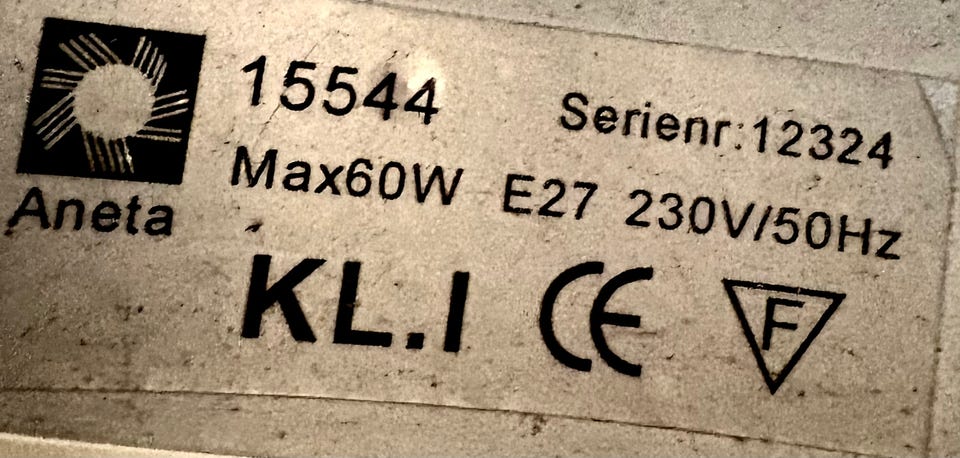 15544 Serienr:12324
Max60W E27 230V/50Hz
Aneta
KL.I CE F